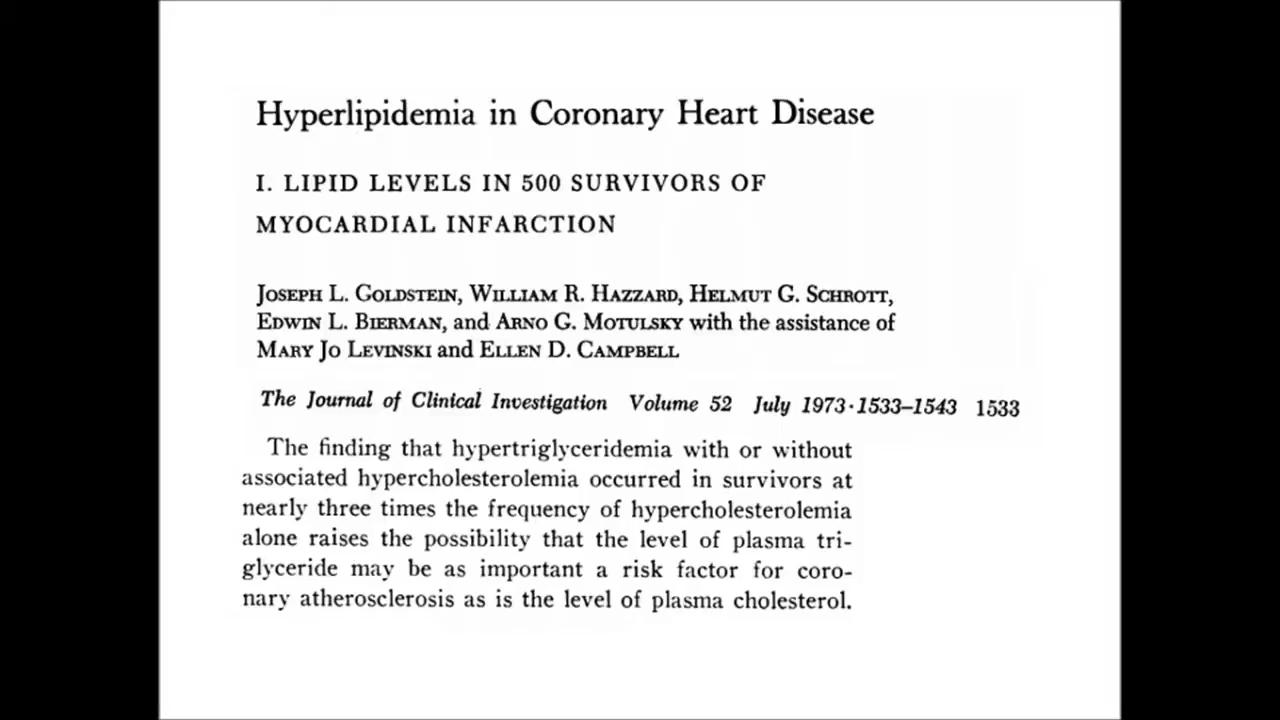 Hyperlipidemia in Coronary Heart Disease
I. LIPID LEVELS IN 500 SURVIVORS OF
MYOCARDIAL INFARCTION
JOSEPH L. GOLDSTEIN, WILLIAM R. HAZZARD, HELMUT G. SCHROTT,
EDWIN L. BIERMAN, and ARNO G. MOTULSKY with the assistance of
MARY JO LEVINSKI and ELLEN D. CAMPBELL
The Journal of Clinical Investigation Volume 52 July 1973·1533–1543 1533
The finding that hypertriglyceridemia with or without
associated hypercholesterolemia occurred in survivors at
nearly three times the frequency of hypercholesterolemia
alone raises the possibility that the level of plasma tri-
glyceride may be as important a risk factor for coro-
nary atherosclerosis as is the level of plasma cholesterol.